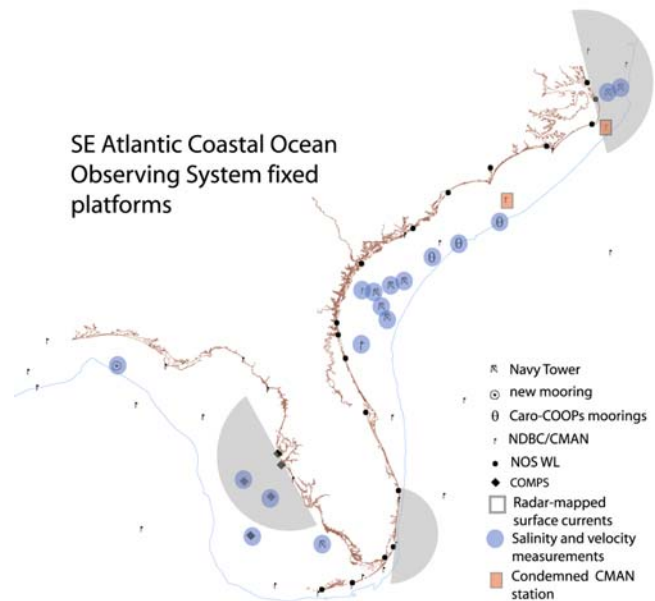 SE Atlantic Coastal Ocean
Observing System fixed
platforms
Navy Tower
new mooring
Caro-COOPs moorings
NDBC/CMAN
NOS WL
COMPS
Radar-mapped
surface currents
Salinity and velocity
measurements
Condemned CMAN
station